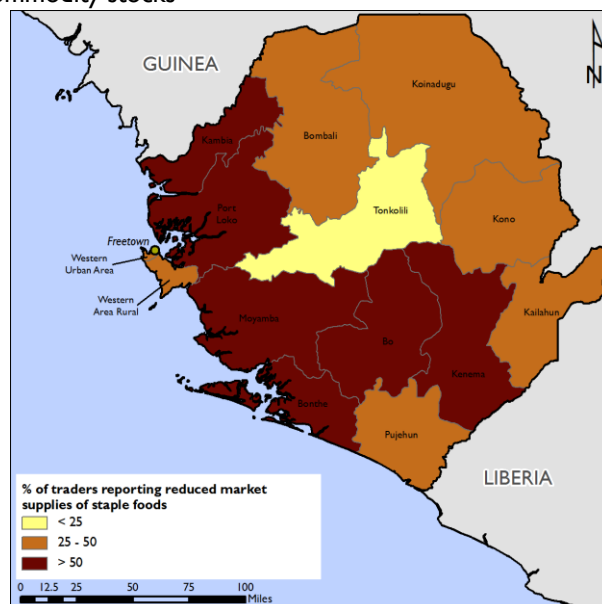 ommodity stocks
GUINEA
N
Koinadugu
Bombali
Kambia
Port
Loko
Tonkolili
Kono
Freetown
Western
Urban Area
Western
Area Rural
Kailahun
Moyamba
Bo
Kenema
Bonthe
Pujehun
LIBERIA
% of traders reporting reduced market
supplies of staple foods
< 25
25 - 50
> 50
0 12.5 25 50 75 100
Miles